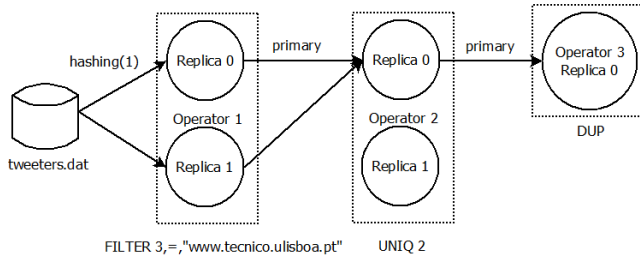 hashing(1)
Replica 0
primary
Replica 0
primary
Operator 3
Replica 0
Operator 1
Operator 2
DUP
tweeters.dat
Replica 1
Replica 1
FILTER 3,=,"www.tecnico.ulisboa.pt"
UNIQ 2